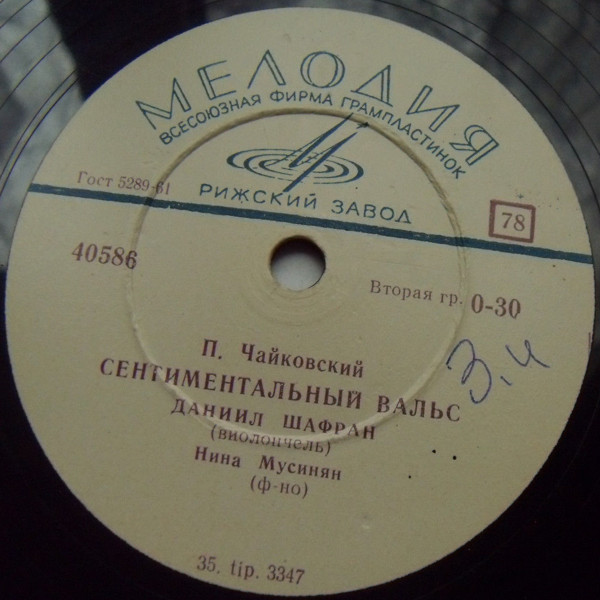 МЕЛОДИЯ
ВСЕСОЮЗНАЯ ФИРМА ГРАМПЛАСТИНОК
РИЖСКИЙ ЗАВОД
Гост 5289-61
78
40586
Вторая гр. 0-30
П. Чайковский
СЕНТИМЕНТАЛЬНЫЙ ВАЛЬС
ДАНИИЛ ШАФРАН
(виолончель)
Нина Мусинян
(ф-но)
3,4
35. tip. 3347